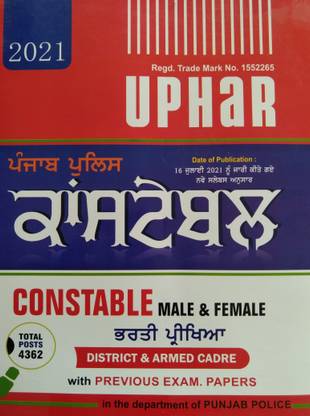 2021
Regd. Trade Mark No. 1552265
UPHAR
ਪੰਜਾਬ ਪੁਲਿਸ
Date of Publication :
16 ਜੁਲਾਈ 2021 ਨੂੰ ਜਾਰੀ ਕੀਤੇ ਗਏ
ਨਵੇਂ ਸਲੇਬਸ ਅਨੁਸਾਰ
ਕਾਂਸਟੇਬਲ
CONSTABLE MALE & FEMALE
ਭਰਤੀ ਪ੍ਰੀਖਿਆ
TOTAL
POSTS
4362
DISTRICT & ARMED CADRE
with PREVIOUS EXAM. PAPERS
in the department of PUNJAB POLICE